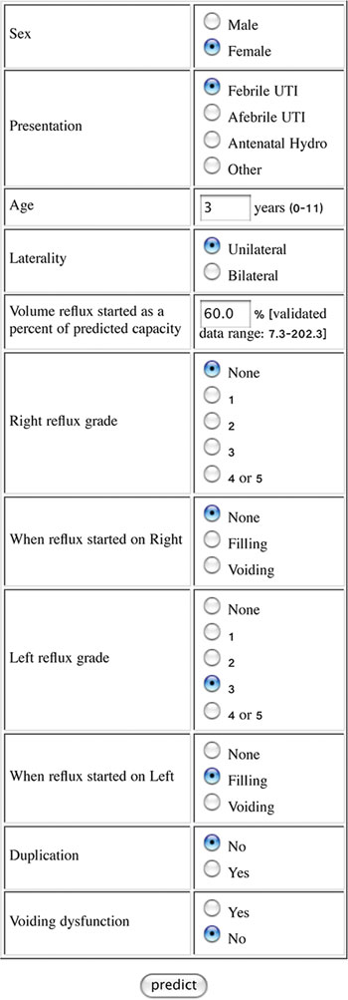 Sex
Male
Female
Presentation
Febrile UTI
Afebrile UTI
Antenatal Hydro
Other
Age
3 years (0-11)
Laterality
Unilateral
Bilateral
Volume reflux started as a
percent of predicted capacity
60.0 % [validated
data range: 7.3-202.3]
Right reflux grade
None
1
2
3
4 or 5
When reflux started on Right
None
Filling
Voiding
Left reflux grade
None
1
2
3
4 or 5
When reflux started on Left
None
Filling
Voiding
Duplication
No
Yes
Voiding dysfunction
Yes
No
predict